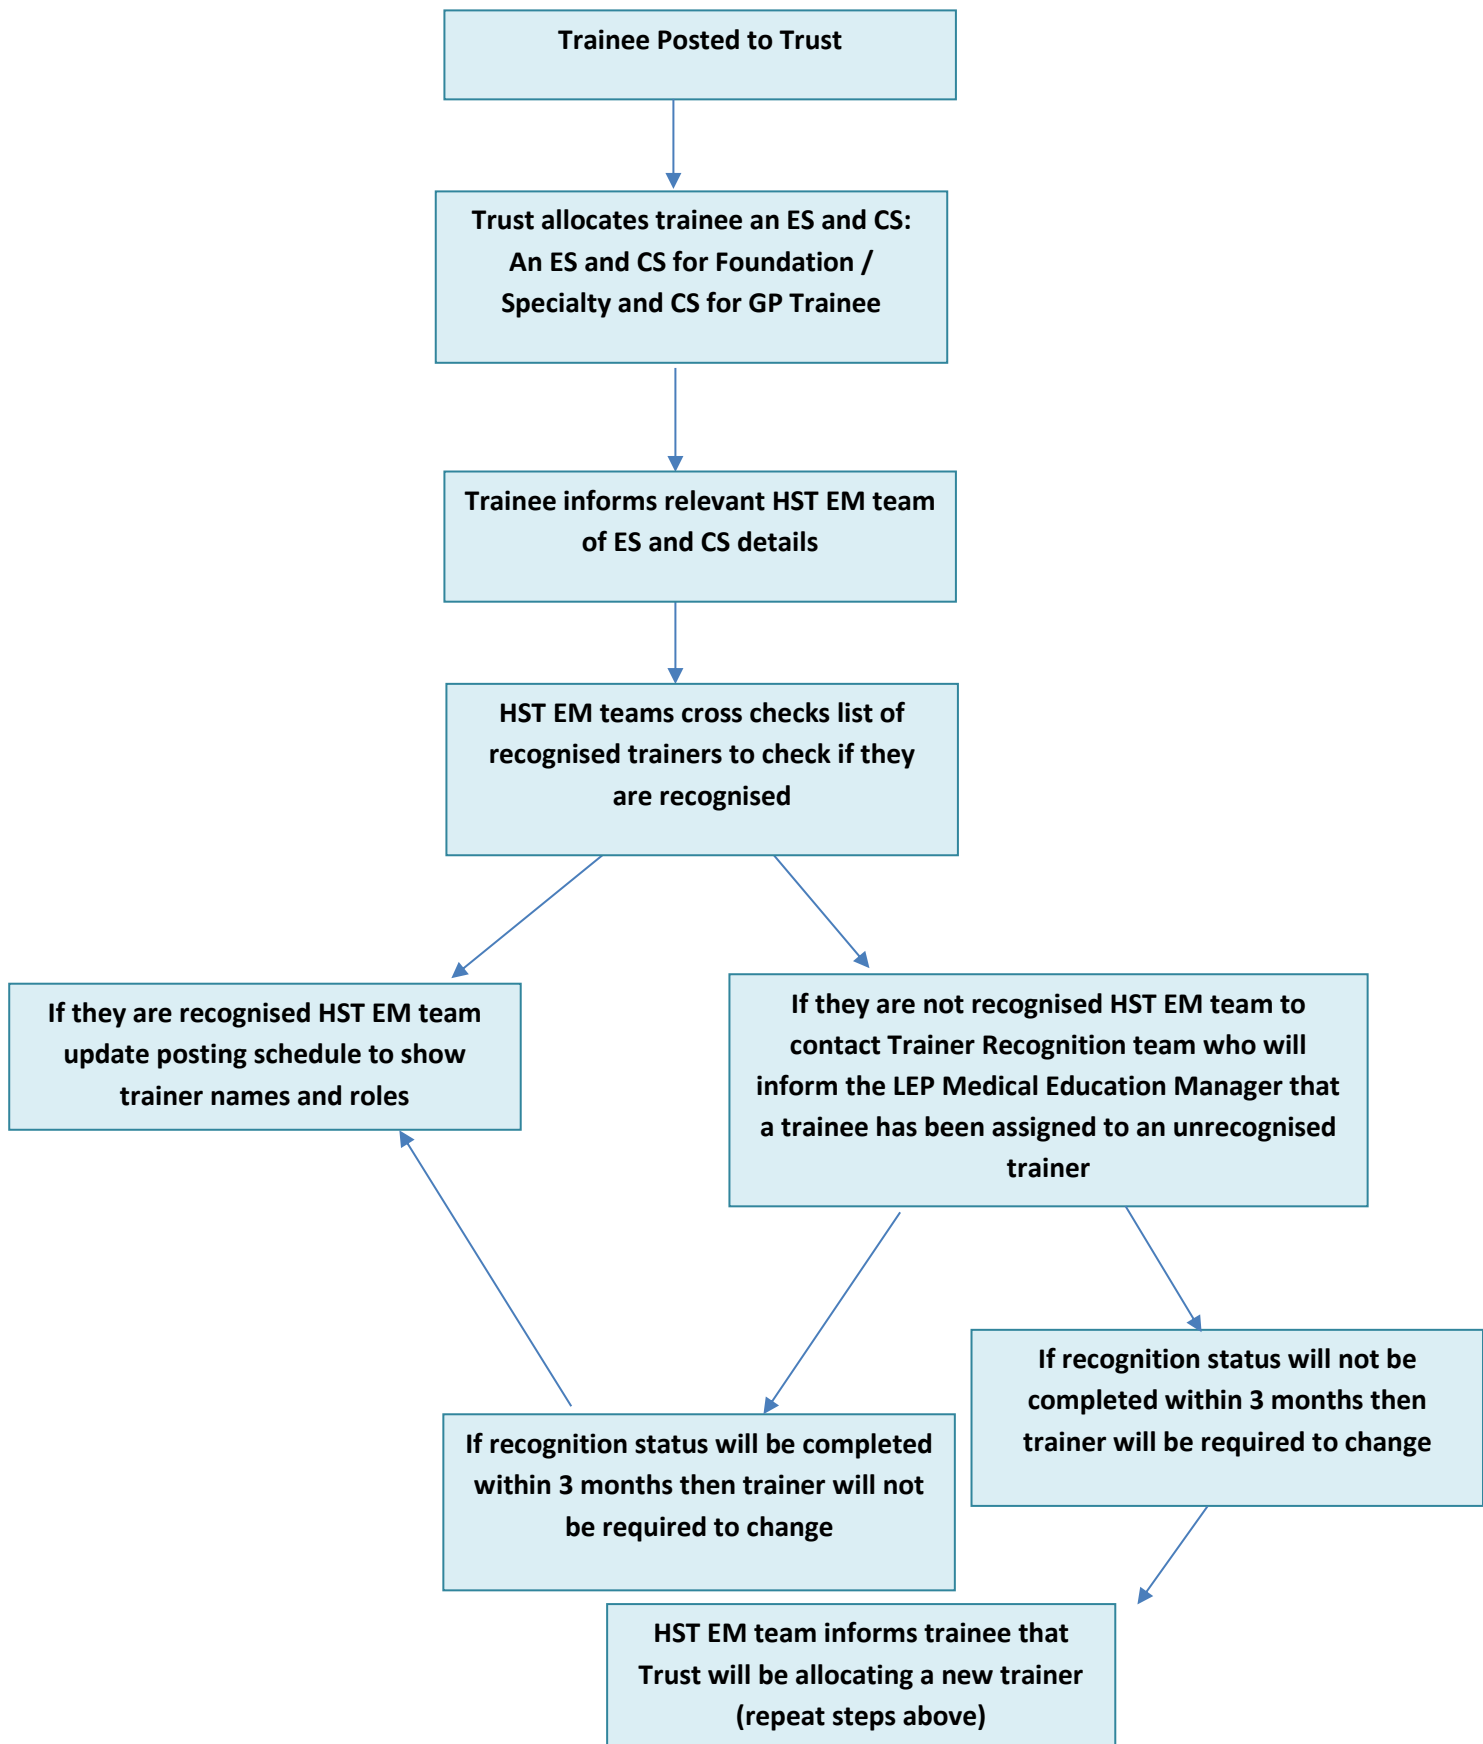 Trainee Posted to Trust
Trust allocates trainee an ES and CS:
An ES and CS for Foundation /
Specialty and CS for GP Trainee
Trainee informs relevant HST EM team
of ES and CS details
HST EM teams cross checks list of
recognised trainers to check if they
are recognised
If they are recognised HST EM team
update posting schedule to show
trainer names and roles
If they are not recognised HST EM team to
contact Trainer Recognition team who will
inform the LEP Medical Education Manager that
a trainee has been assigned to an unrecognised
trainer
If recognition status will be completed
within 3 months then trainer will not
be required to change
If recognition status will not be
completed within 3 months then
trainer will be required to change
HST EM team informs trainee that
Trust will be allocating a new trainer
(repeat steps above)